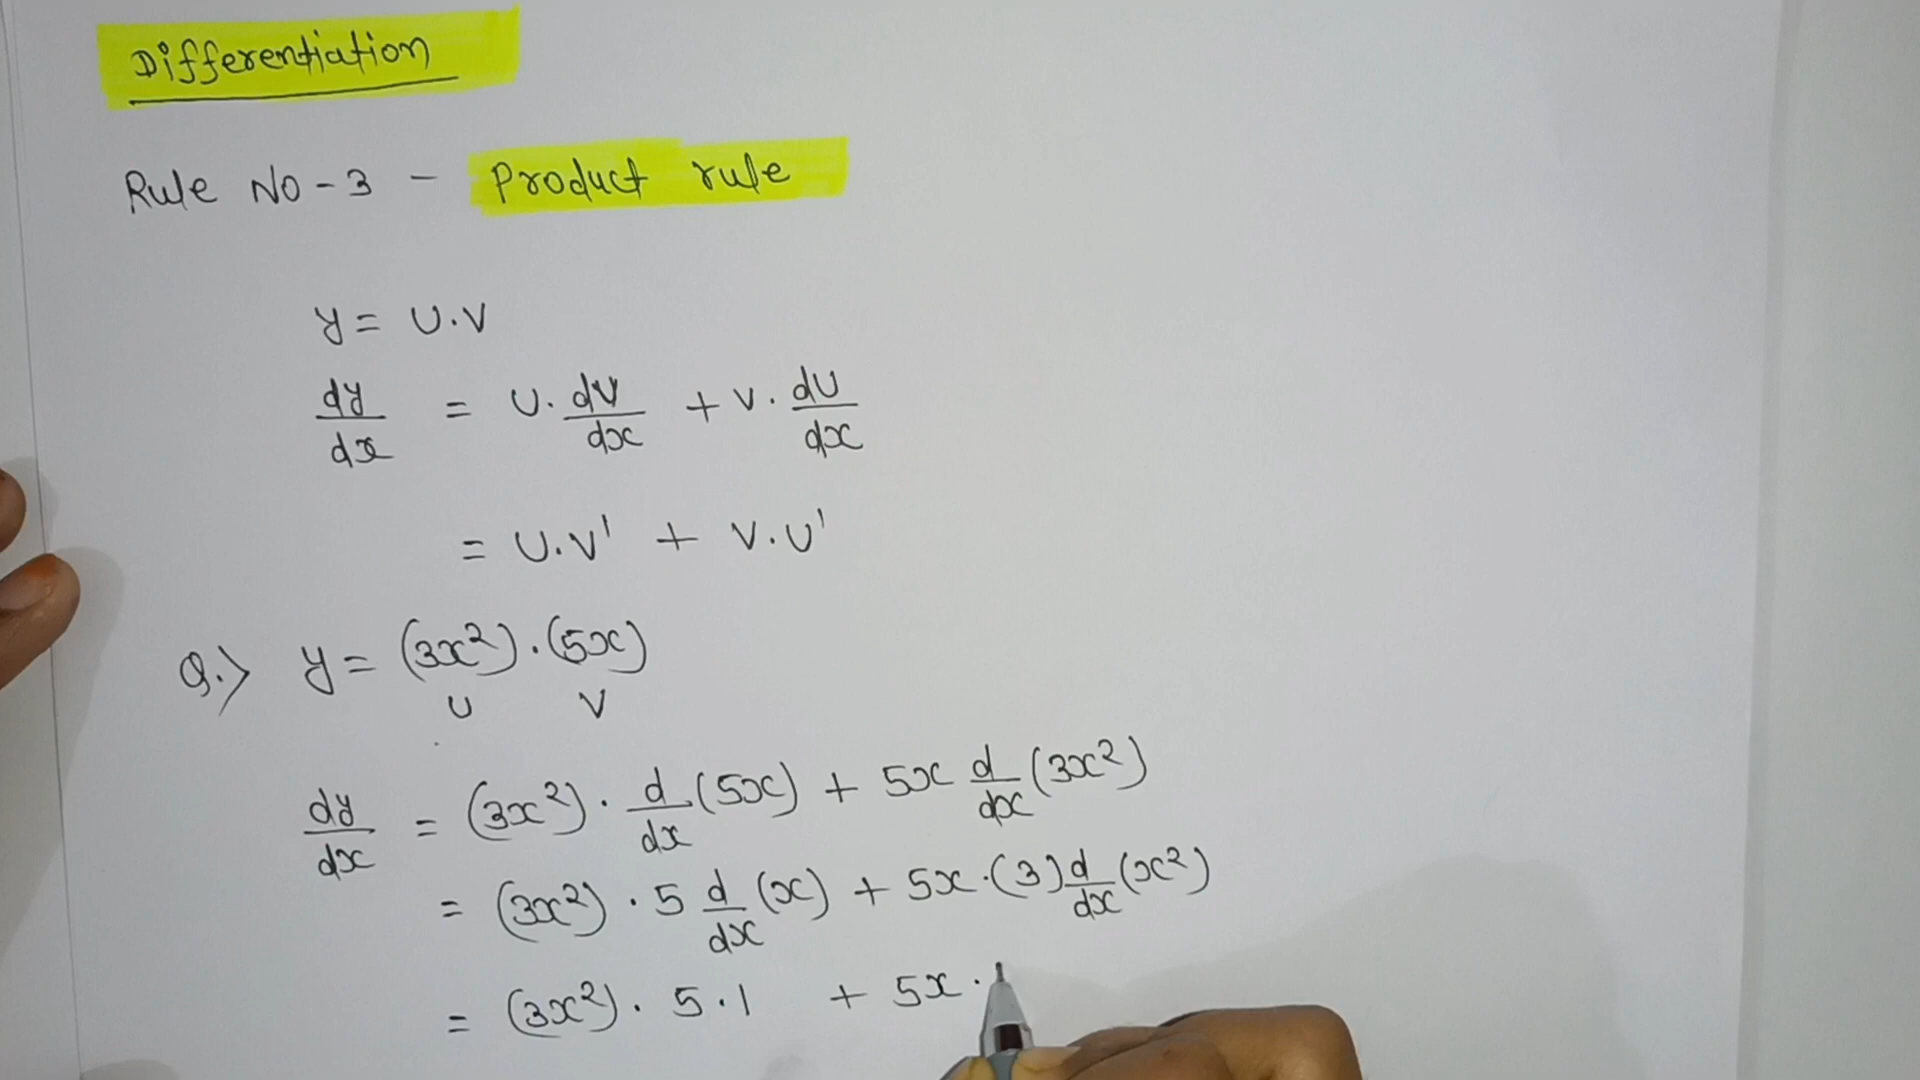 Differentiation
Rule No-3 - Product rule
y = U.V
dy/dx = U. dV/dx + V. dU/dx
= U.V' + V.U'
Q.> y = (3x²).(5x)
U V
dy/dx = (3x²). d/dx (5x) + 5x d/dx (3x²)
= (3x²) . 5 d/dx (x) + 5x.(3) d/dx (x²)
= (3x²). 5.1 + 5x.